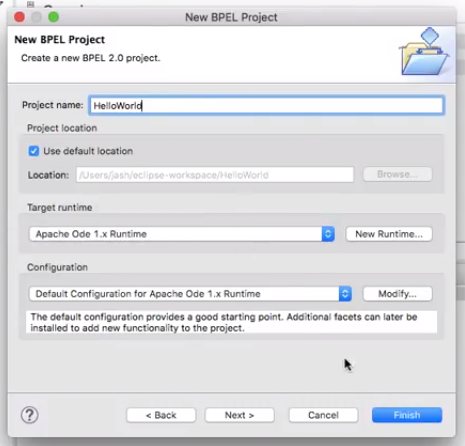 New BPEL Project
New BPEL Project
Create a new BPEL 2.0 project.
Project name: HelloWorld
Project location
Use default location
Location: /Users/jash/eclipse-workspace/HelloWorld Browse...
Target runtime
Apache Ode 1.x Runtime New Runtime...
Configuration
Default Configuration for Apache Ode 1.x Runtime Modify...
The default configuration provides a good starting point. Additional facets can later be
installed to add new functionality to the project.
? < Back Next > Cancel Finish